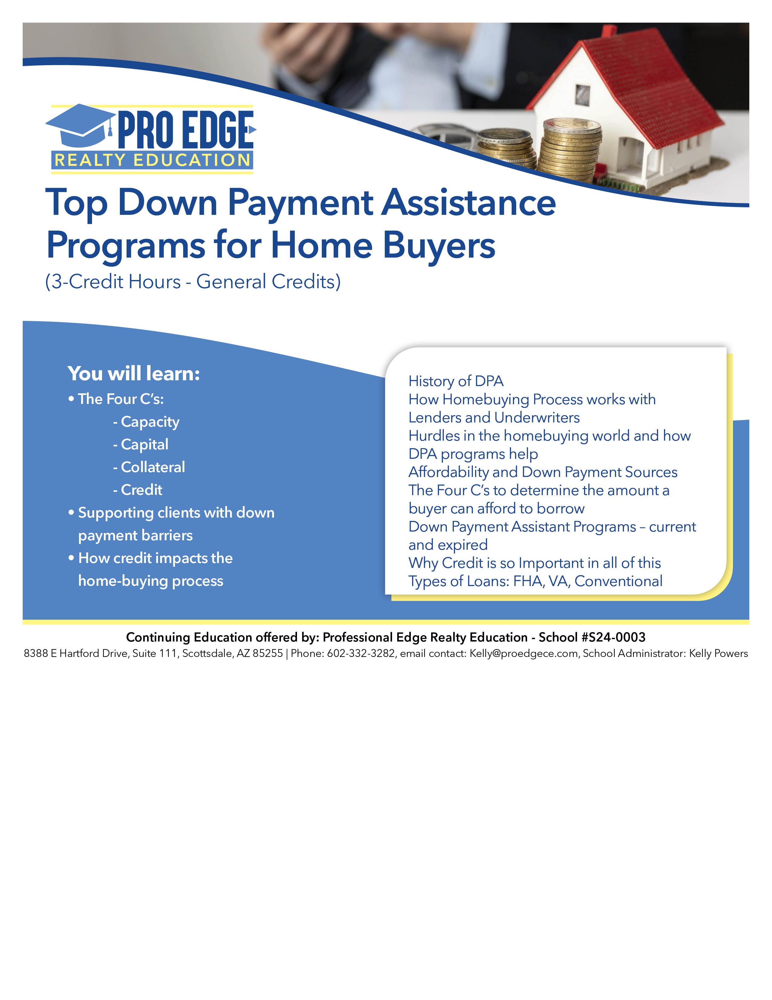 PRO EDGE
REALTY EDUCATION
Top Down Payment Assistance
Programs for Home Buyers
(3-Credit Hours - General Credits)
You will learn:
• The Four C’s:
- Capacity
- Capital
- Collateral
- Credit
• Supporting clients with down
payment barriers
• How credit impacts the
home-buying process
History of DPA
How Homebuying Process works with
Lenders and Underwriters
Hurdles in the homebuying world and how
DPA programs help
Affordability and Down Payment Sources
The Four C’s to determine the amount a
buyer can afford to borrow
Down Payment Assistant Programs – current
and expired
Why Credit is so Important in all of this
Types of Loans: FHA, VA, Conventional
Continuing Education offered by: Professional Edge Realty Education - School #S24-0003
8388 E Hartford Drive, Suite 111, Scottsdale, AZ 85255 | Phone: 602-332-3282, email contact: Kelly@proedgece.com, School Administrator: Kelly Powers